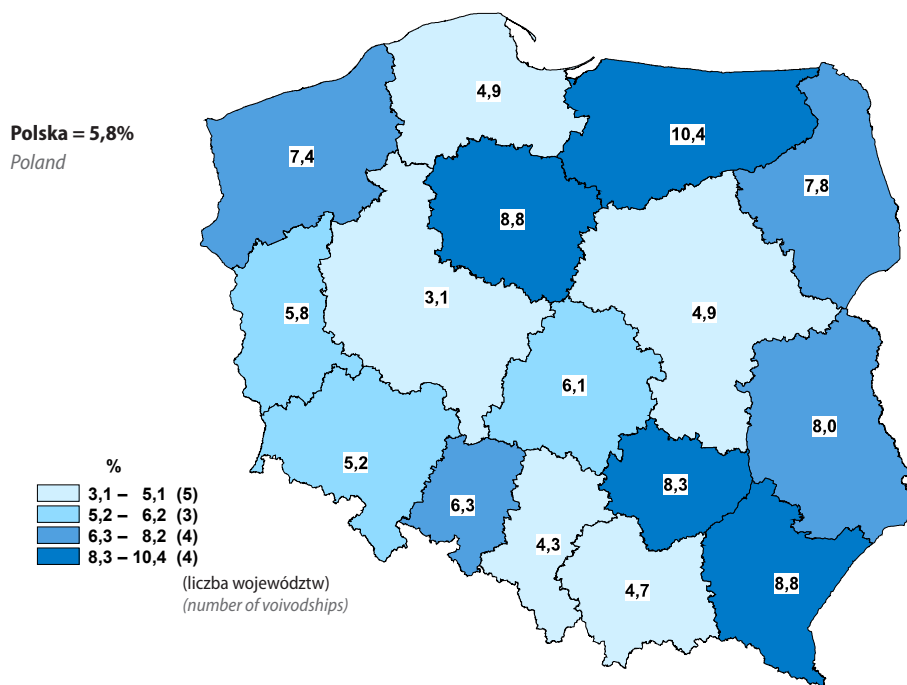 4,9
Polska = 5,8%
Poland
10,4
7,4
7,8
8,8
3,1
5,8
4,9
6,1
8,0
5,2
%
8,3
6,3
3,1 – 5,1 (5)
5,2 – 6,2 (3)
6,3 – 8,2 (4)
8,3 – 10,4 (4)
4,3
(liczba województw)
4,7
8,8
(number of voivodships)